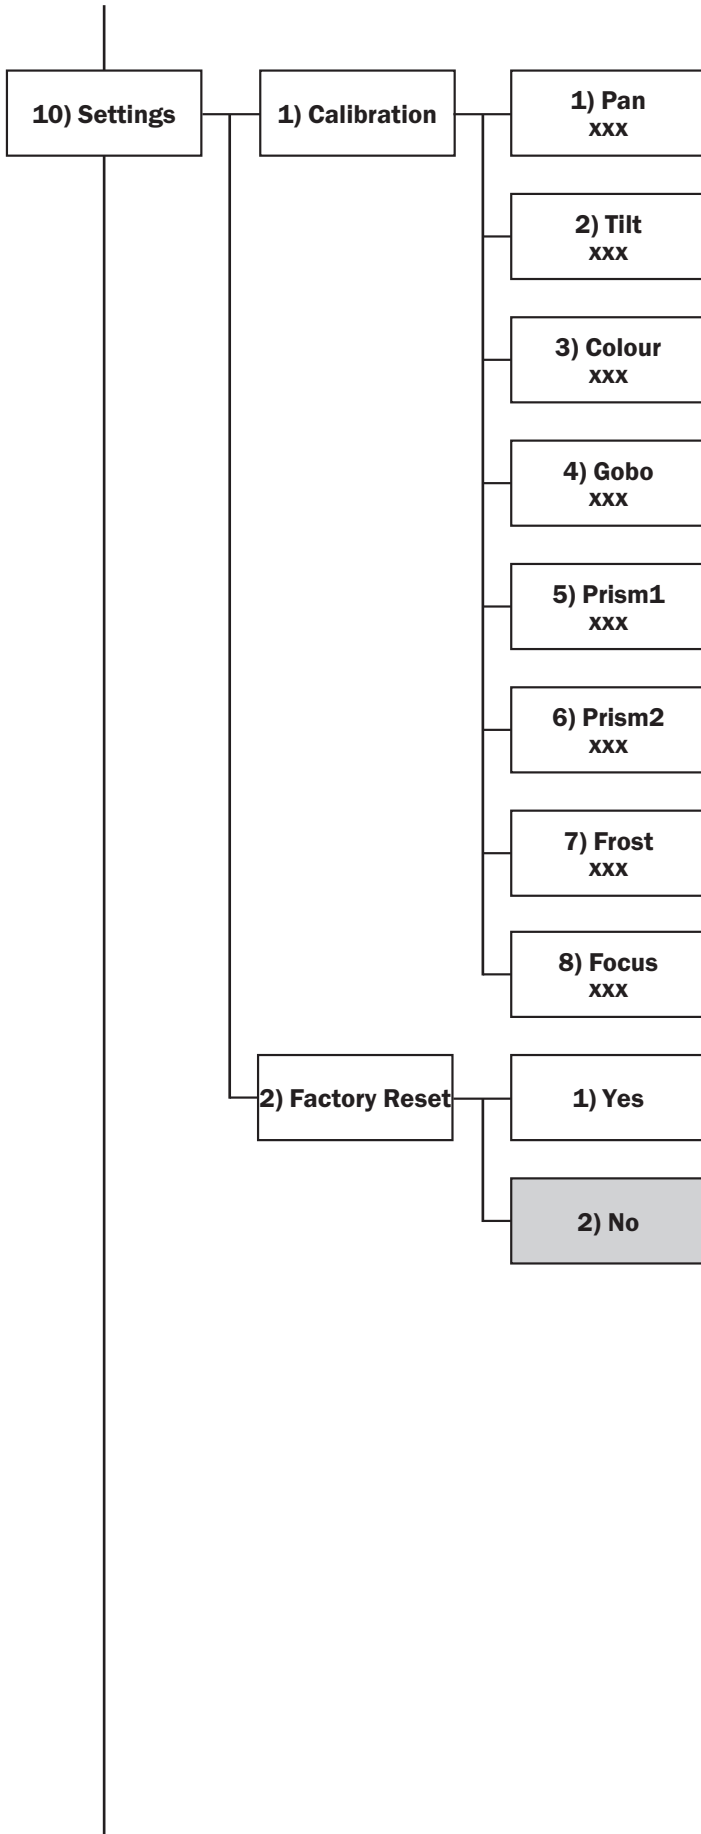 10) Settings
1) Calibration
1) Pan
xxx
2) Tilt
xxx
3) Colour
xxx
4) Gobo
xxx
5) Prism1
xxx
6) Prism2
xxx
7) Frost
xxx
8) Focus
xxx
2) Factory Reset
1) Yes
2) No